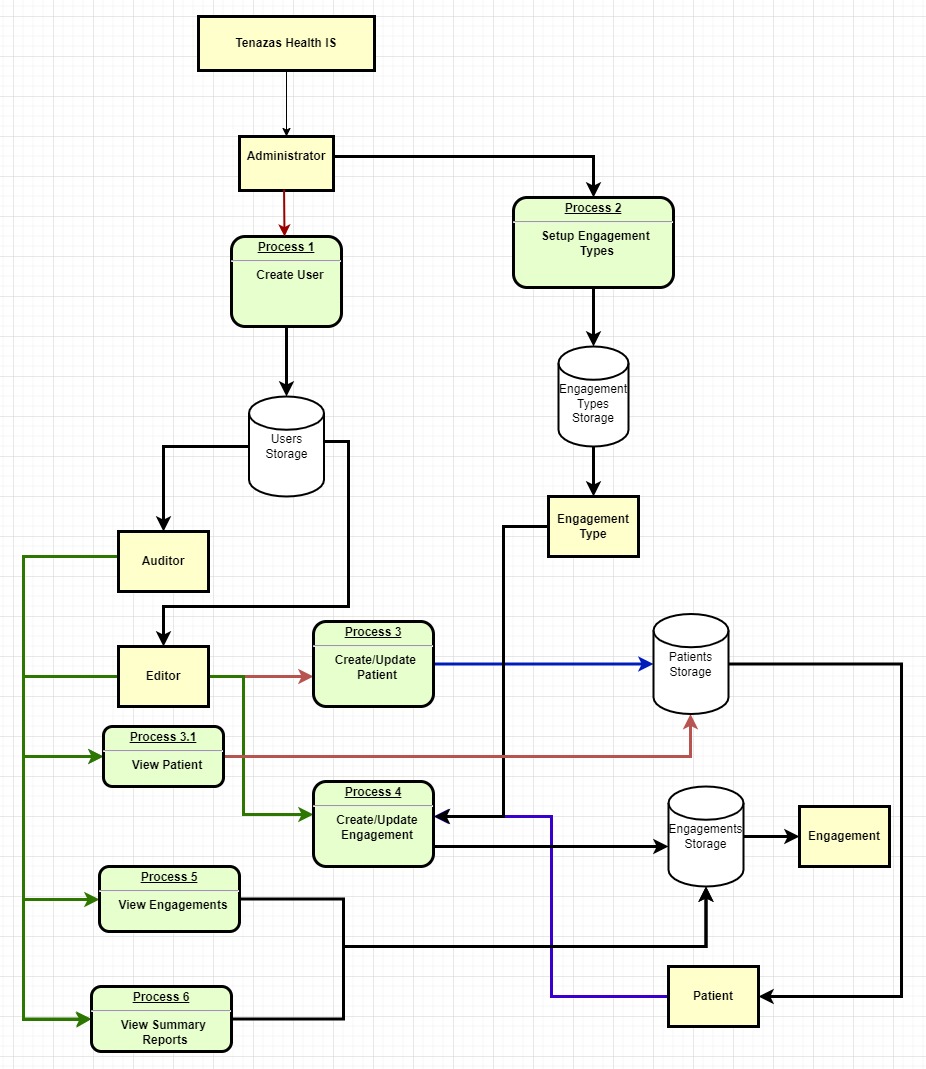 Tenazas Health IS
Administrator
Process 2
Setup Engagement
Types
Process 1
Create User
Engagement
Types
Storage
Users
Storage
Engagement
Type
Auditor
Process 3
Create/Update
Patient
Patients
Storage
Editor
Process 3.1
View Patient
Process 4
Create/Update
Engagement
Engagements
Storage
Engagement
Process 5
View Engagements
Patient
Process 6
View Summary
Reports